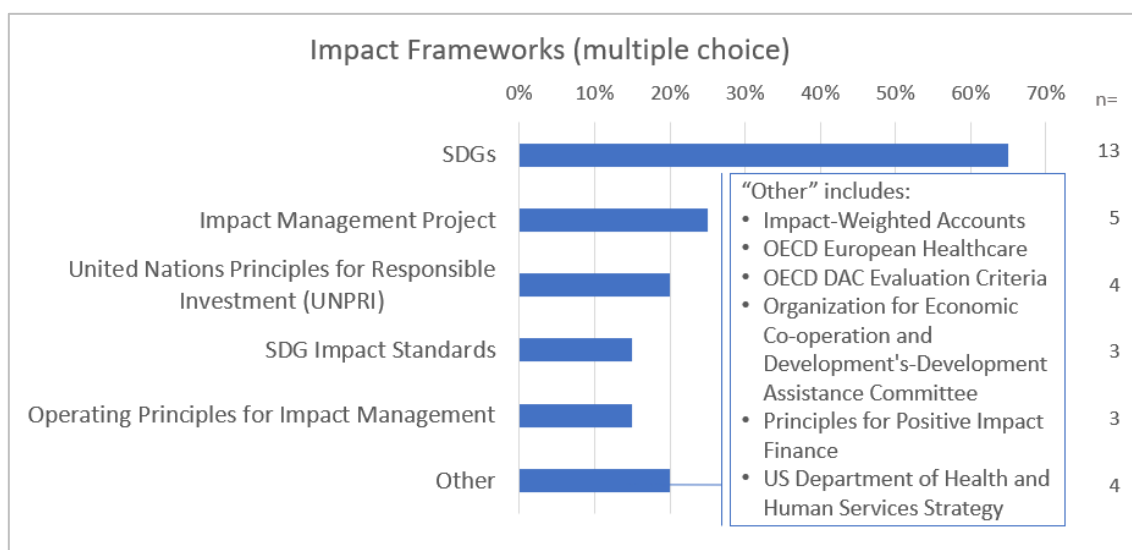 Impact Frameworks (multiple choice)
0% 10% 20% 30% 40% 50% 60% 70% n=
SDGs 13
Impact Management Project 5
United Nations Principles for Responsible
Investment (UNPRI) 4
SDG Impact Standards 3
Operating Principles for Impact Management 3
Other 4
“Other” includes:
• Impact-Weighted Accounts
• OECD European Healthcare
• OECD DAC Evaluation Criteria
• Organization for Economic
Co-operation and
Development's-Development
Assistance Committee
• Principles for Positive Impact
Finance
• US Department of Health and
Human Services Strategy